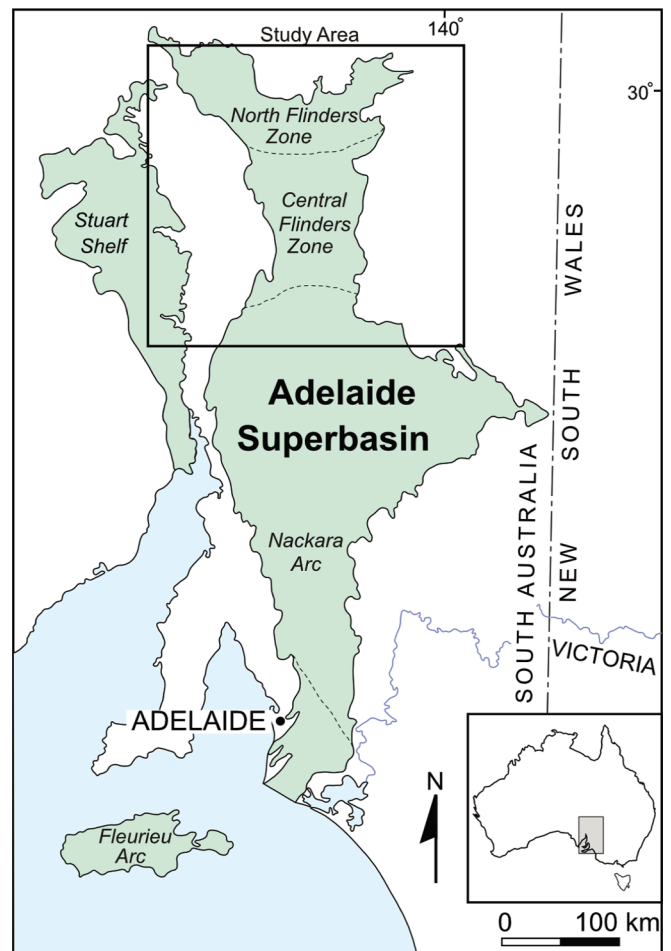 140°
Study Area
30°
North Flinders
Zone
Central
Flinders
Zone
Stuart
Shelf
NEW SOUTH WALES
Adelaide
Superbasin
SOUTH AUSTRALIA
Nackara
Arc
VICTORIA
ADELAIDE
N
Fleurieu
Arc
0 100 km